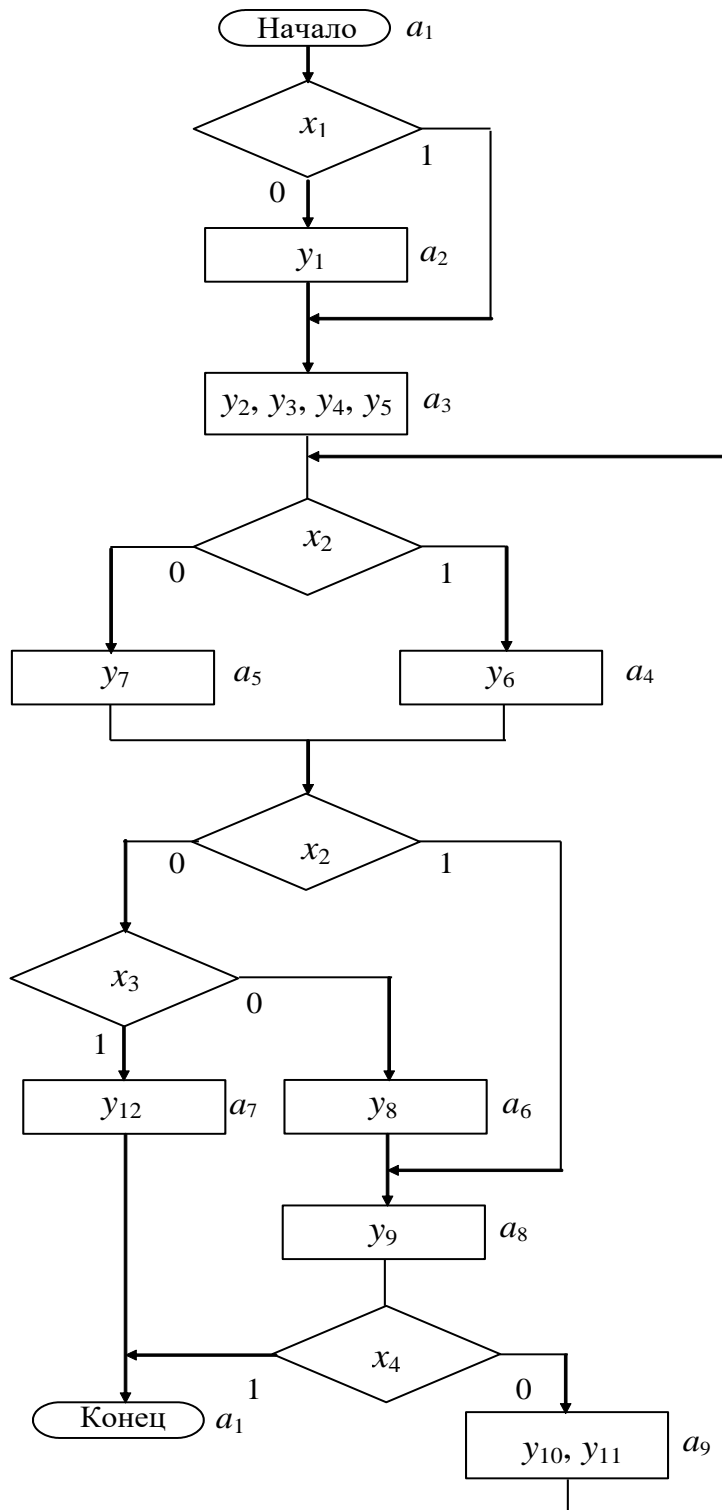 Начало a₁
x₁
1
0
y₁ a₂
y₂, y₃, y₄, y₅ a₃
x₂
0 1
y₇ a₅ y₆ a₄
x₂
0 1
x₃
0
1
y₁₂ a₇ y₈ a₆
y₉ a₈
x₄
1 0
Конец a₁
y₁₀, y₁₁ a₉